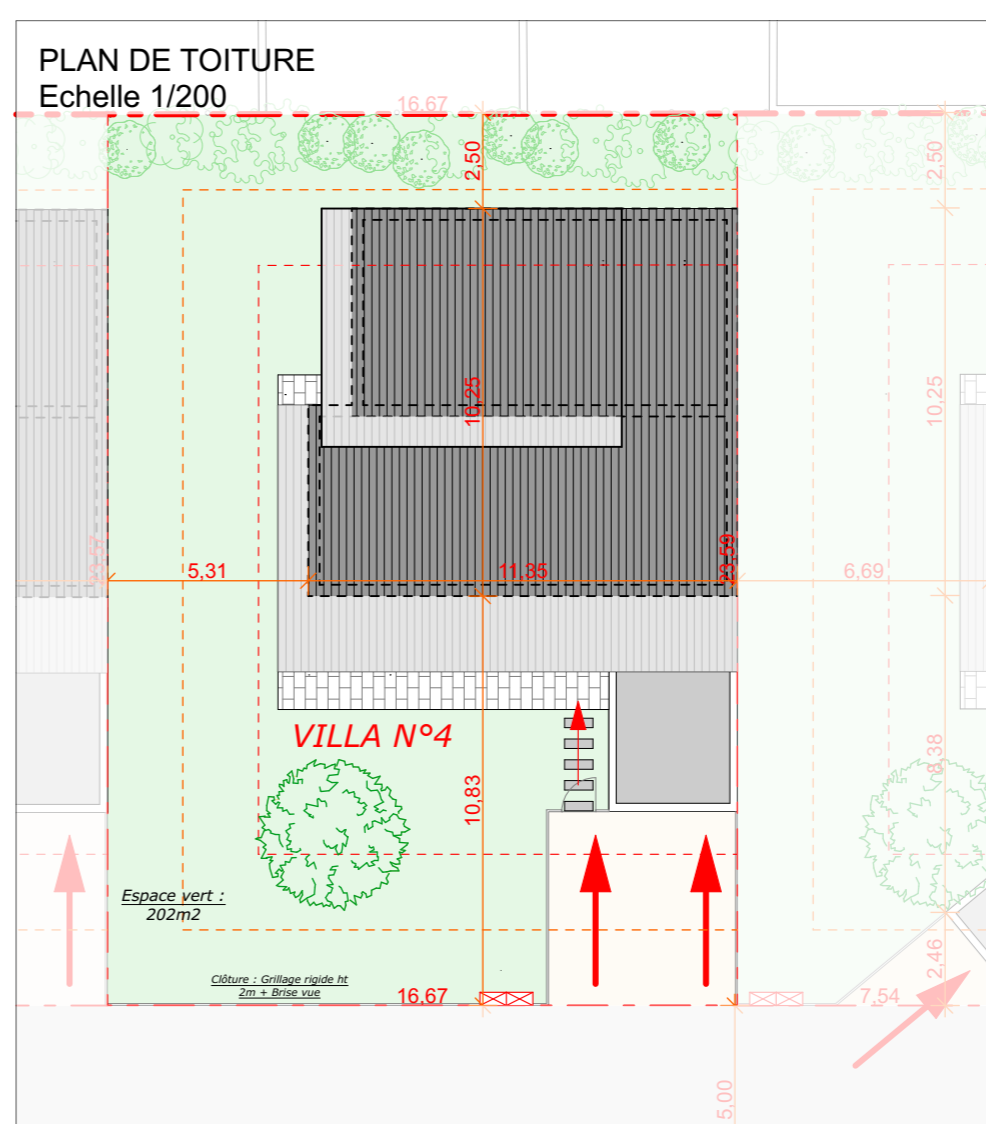 PLAN DE TOITURE
Echelle 1/200
16,67
2,50
2,50
10,25
10,25
23,57
5,31
11,35
23,59
6,69
VILLA N°4
10,83
8,38
Espace vert :
202m2
Clôture : Grillage rigide ht
2m + Brise vue
16,67
2,46
7,54
5,00